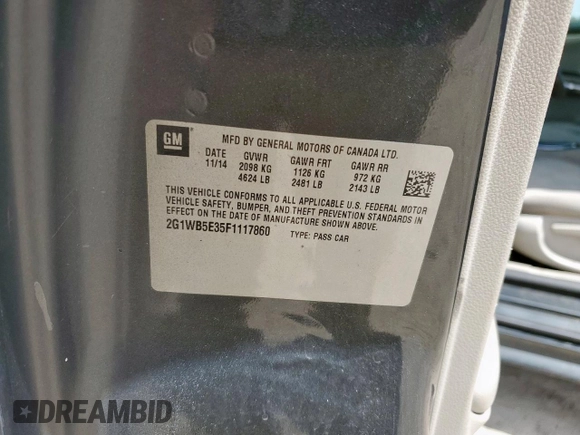 GM
MFD BY GENERAL MOTORS OF CANADA LTD.
DATE GVWR GAWR FRT GAWR RR
11/14 2098 KG 1126 KG 972 KG
4624 LB 2481 LB 2143 LB
THIS VEHICLE CONFORMS TO ALL APPLICABLE U.S. FEDERAL MOTOR
VEHICLE SAFETY, BUMPER, AND THEFT PREVENTION STANDARDS IN
EFFECT ON THE DATE OF MANUFACTURE SHOWN ABOVE.
2G1WB5E35F1117860 TYPE: PASS CAR
DREAMBID